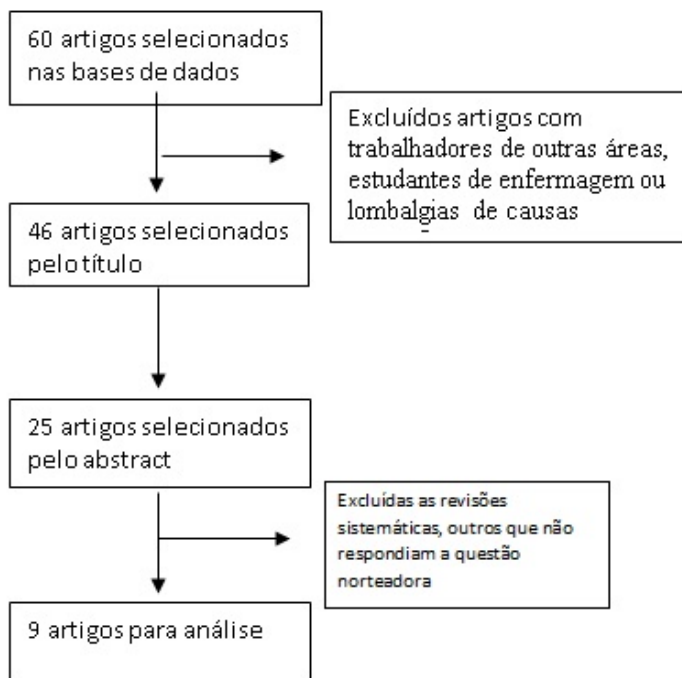 60 artigos selecionados
nas bases de dados
Excluídos artigos com
trabalhadores de outras áreas,
estudantes de enfermagem ou
lombalgias de causas
46 artigos selecionados
pelo título
25 artigos selecionados
pelo abstract
Excluídas as revisões
sistemáticas, outros que não
respondiam a questão
norteadora
9 artigos para análise